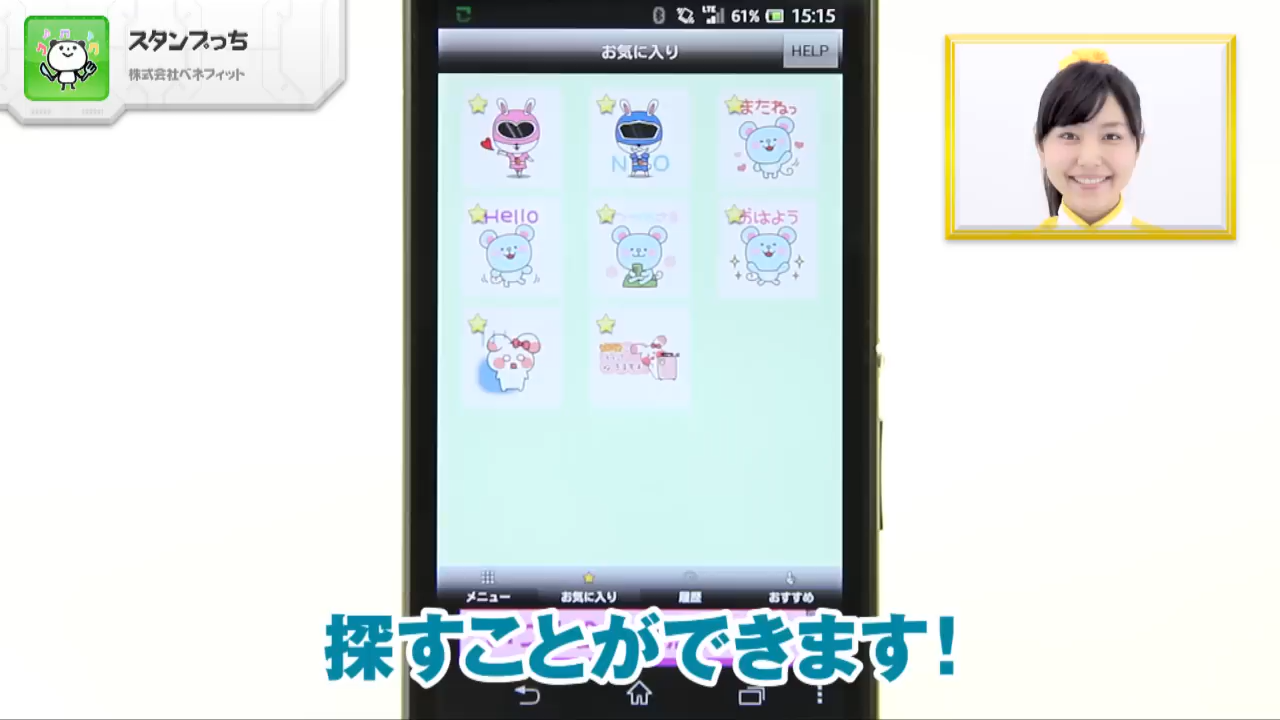 スタンプっち
株式会社ベネフィット
LTE 61% 15:15
お気に入り HELP
NO
またねっ
Hello
おはよう
メニュー お気に入り 履歴 おすすめ
探すことができます!